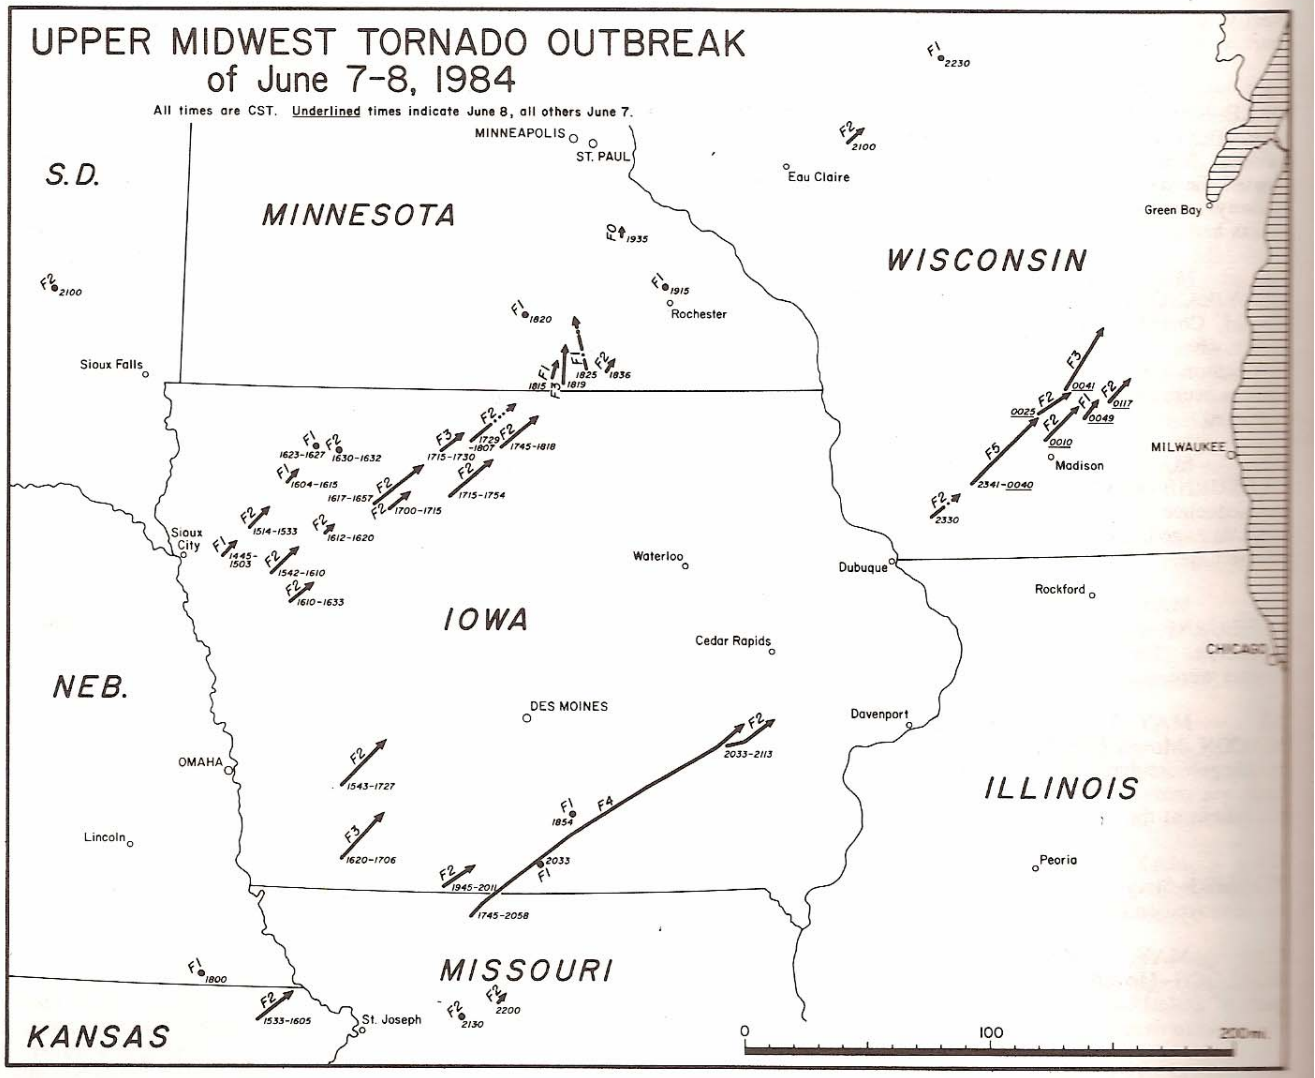 UPPER MIDWEST TORNADO OUTBREAK
of June 7-8, 1984
All times are CST. Underlined times indicate June 8, all others June 7.
F1
2230
MINNEAPOLIS
ST. PAUL
F2
2100
S.D.
Eau Claire
MINNESOTA
Green Bay
F0
1935
WISCONSIN
F2
2100
F1
1915
Rochester
F1
1820
Sioux Falls
F1
1815
F3
1819
F1
1825
F2
1836
F3
0041
F2
0025
F1
0049
F2
0117
F2
0010
F5
2341-0040
Madison
MILWAUKEE
F2
2330
F1
1623-1627
F2
1630-1632
F3
1715-1730
F2
1729
-1807
F2
1745-1818
F1
1604-1615
F2
1617-1657
F2
1700-1715
F2
1715-1754
F2
1514-1533
F2
1612-1620
Sioux
City
F1
1445-
1503
F2
1542-1610
F2
1610-1633
Waterloo
Dubuque
Rockford
IOWA
Cedar Rapids
CHICAGO
NEB.
DES MOINES
Davenport
F2
2033-2113
OMAHA
F2
1543-1727
ILLINOIS
F1
1854
F4
Lincoln
F3
1620-1706
2033
F1
Peoria
F2
1945-2011
1745-2058
MISSOURI
F1
1800
F2
1533-1605
St. Joseph
F2
2130
F2
2200
KANSAS
0
100
200mi.